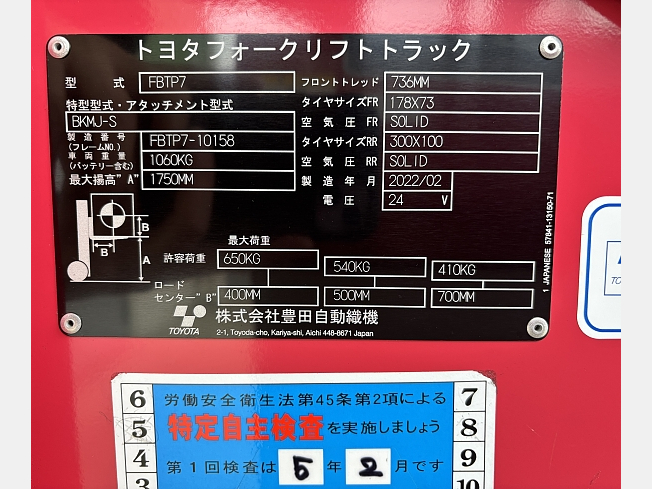 トヨタフォークリフトトラック
型 式 FBTP7 フロントトレッド 736MM
特型型式・アタッチメント型式 タイヤサイズFR 178X73
BKMJ-S 空 気 圧 FR SOLID
製 造 番 号 (フレームNO.) FBTP7-10158 タイヤサイズRR 300X100
車 両 重 量 (バッテリー含む) 1060KG 空 気 圧 RR SOLID
最大揚高"A" 1750MM 製 造 年 月 2022/02
電 圧 24 V
B
B
A
最大荷重
許容荷重 650KG 540KG 410KG
ロードセンター"B" 400MM 500MM 700MM
TOYOTA 株式会社豊田自動織機
2-1, Toyoda-cho, Kariya-shi, Aichi 448-8671 Japan
1 JAPANESE 57841-13150-71
TO
6 労働安全衛生法第45条第2項による 7
5 特定自主検査を実施しましょう 8
4 第1回検査は 5 年 2 月です 9
3 10